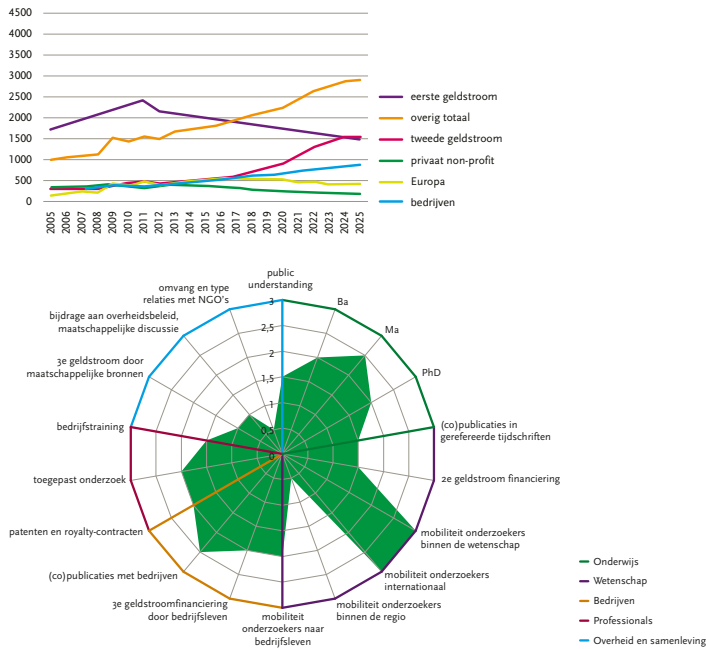 4500
4000
3500
3000
2500
2000
1500
1000
500
0
2005
2006
2007
2008
2009
2010
2011
2012
2013
2014
2015
2016
2017
2018
2019
2020
2021
2022
2023
2024
2025
eerste geldstroom
overig totaal
tweede geldstroom
privaat non-profit
Europa
bedrijven
public
understanding
Ba
Ma
PhD
(co)publicaties in
gerefereerde tijdschriften
2e geldstroom financiering
mobiliteit onderzoekers
binnen de wetenschap
mobiliteit onderzoekers
internationaal
mobiliteit onderzoekers
binnen de regio
mobiliteit
onderzoekers naar
bedrijfsleven
3e geldstroomfinanciering
door bedrijfsleven
(co)publicaties met bedrijven
patenten en royalty-contracten
toegepast onderzoek
bedrijfstraining
3e geldstroom door
maatschappelijke bronnen
bijdrage aan overheidsbeleid,
maatschappelijke discussie
omvang en type
relaties met NGO's
3
2,5
2
1,5
1
0,5
0
Onderwijs
Wetenschap
Bedrijven
Professionals
Overheid en samenleving